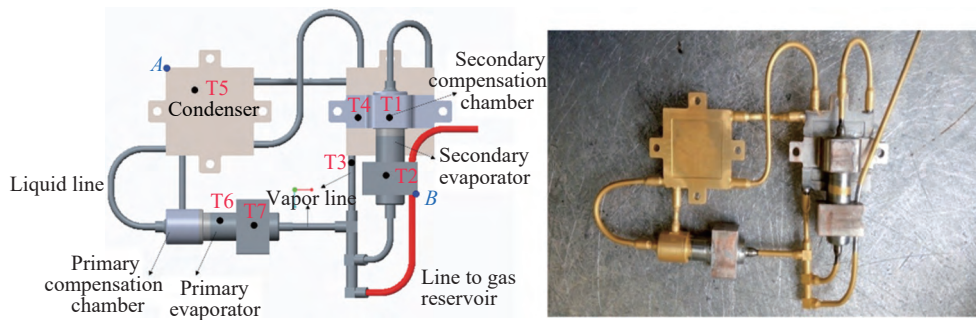 A
T5
Condenser
T4
T1
Secondary
compensation
chamber
T3
Secondary
evaporator
T2
B
Liquid line
Vapor line
T6
T7
Primary
compensation
chamber
Primary
evaporator
Line to gas
reservoir